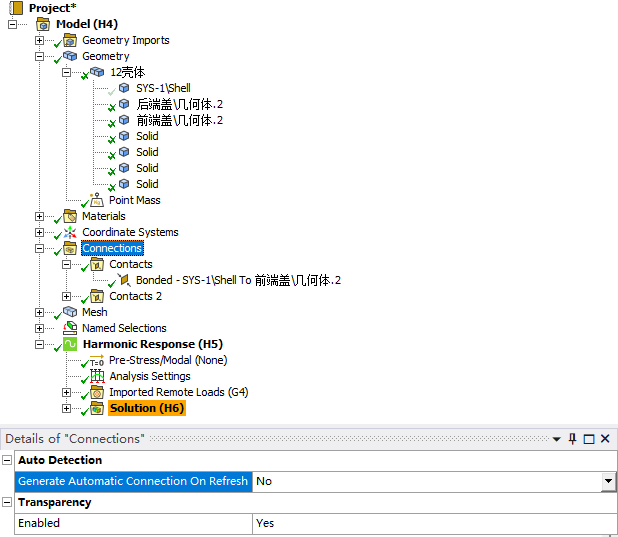 Project*
Model (H4)
Geometry Imports
Geometry
12壳体
SYS-1\Shell
后端盖\几何体.2
前端盖\几何体.2
Solid
Solid
Solid
Solid
Point Mass
Materials
Coordinate Systems
Connections
Contacts
Bonded - SYS-1\Shell To 前端盖\几何体.2
Contacts 2
Mesh
Named Selections
Harmonic Response (H5)
T=0 Pre-Stress/Modal (None)
Analysis Settings
Imported Remote Loads (G4)
Solution (H6)
Details of "Connections"
Auto Detection
Generate Automatic Connection On Refresh No
Transparency
Enabled Yes